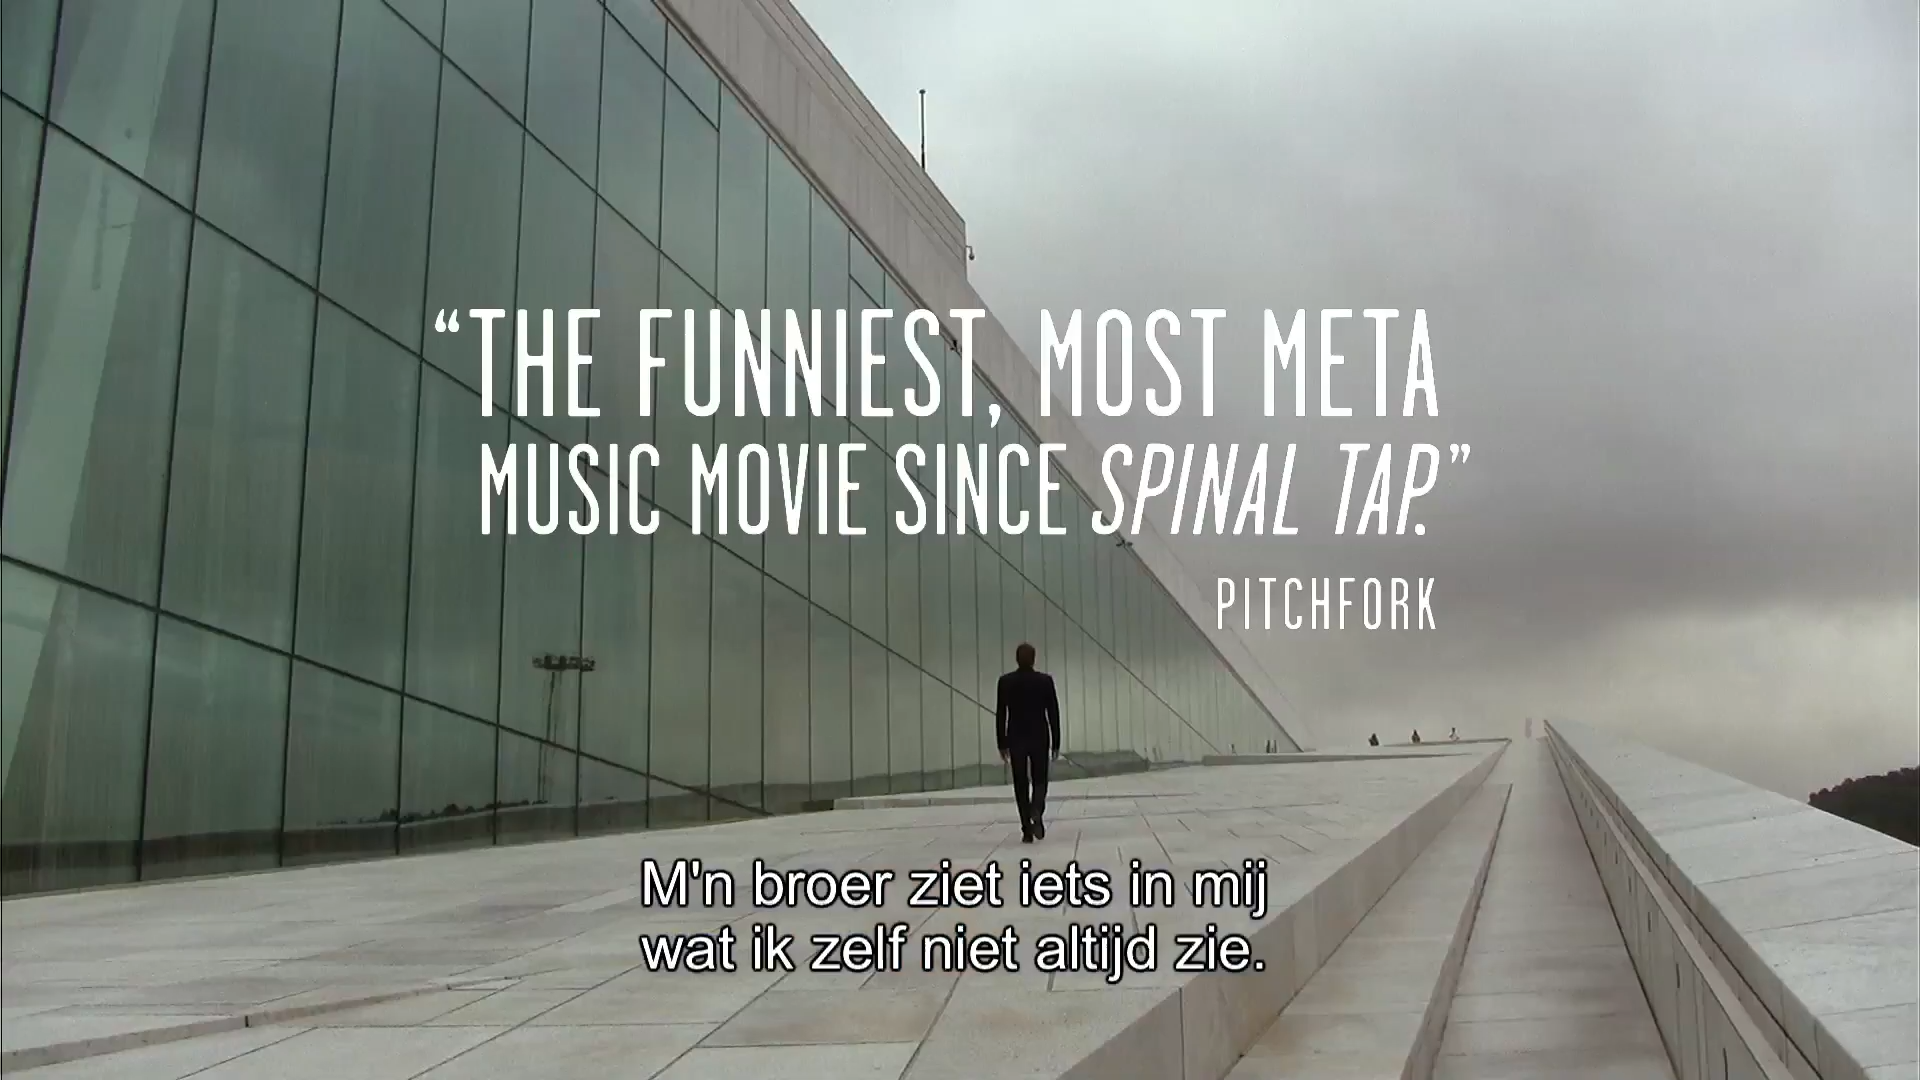 “THE FUNNIEST, MOST META
MUSIC MOVIE SINCE SPINAL TAP.”
PITCHFORK
M'n broer ziet iets in mij
wat ik zelf niet altijd zie.